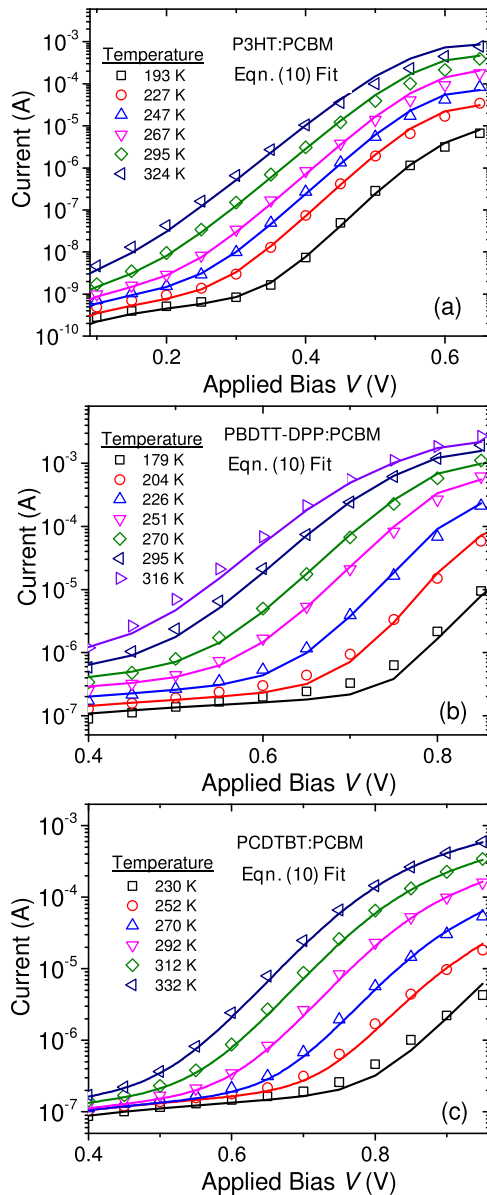 P3HT:PCBM
Eqn. (10) Fit
Temperature
193 K
227 K
247 K
267 K
295 K
324 K
(a)
10⁻³
10⁻⁴
10⁻⁵
10⁻⁶
10⁻⁷
10⁻⁸
10⁻⁹
10⁻¹⁰
Current (A)
0.2 0.4 0.6
Applied Bias V (V)
PBDTT-DPP:PCBM
Eqn. (10) Fit
Temperature
179 K
204 K
226 K
251 K
270 K
295 K
316 K
(b)
10⁻³
10⁻⁴
10⁻⁵
10⁻⁶
10⁻⁷
Current (A)
0.4 0.6 0.8
Applied Bias V (V)
PCDTBT:PCBM
Eqn. (10) Fit
Temperature
230 K
252 K
270 K
292 K
312 K
332 K
(c)
10⁻³
10⁻⁴
10⁻⁵
10⁻⁶
10⁻⁷
Current (A)
0.4 0.6 0.8
Applied Bias V (V)